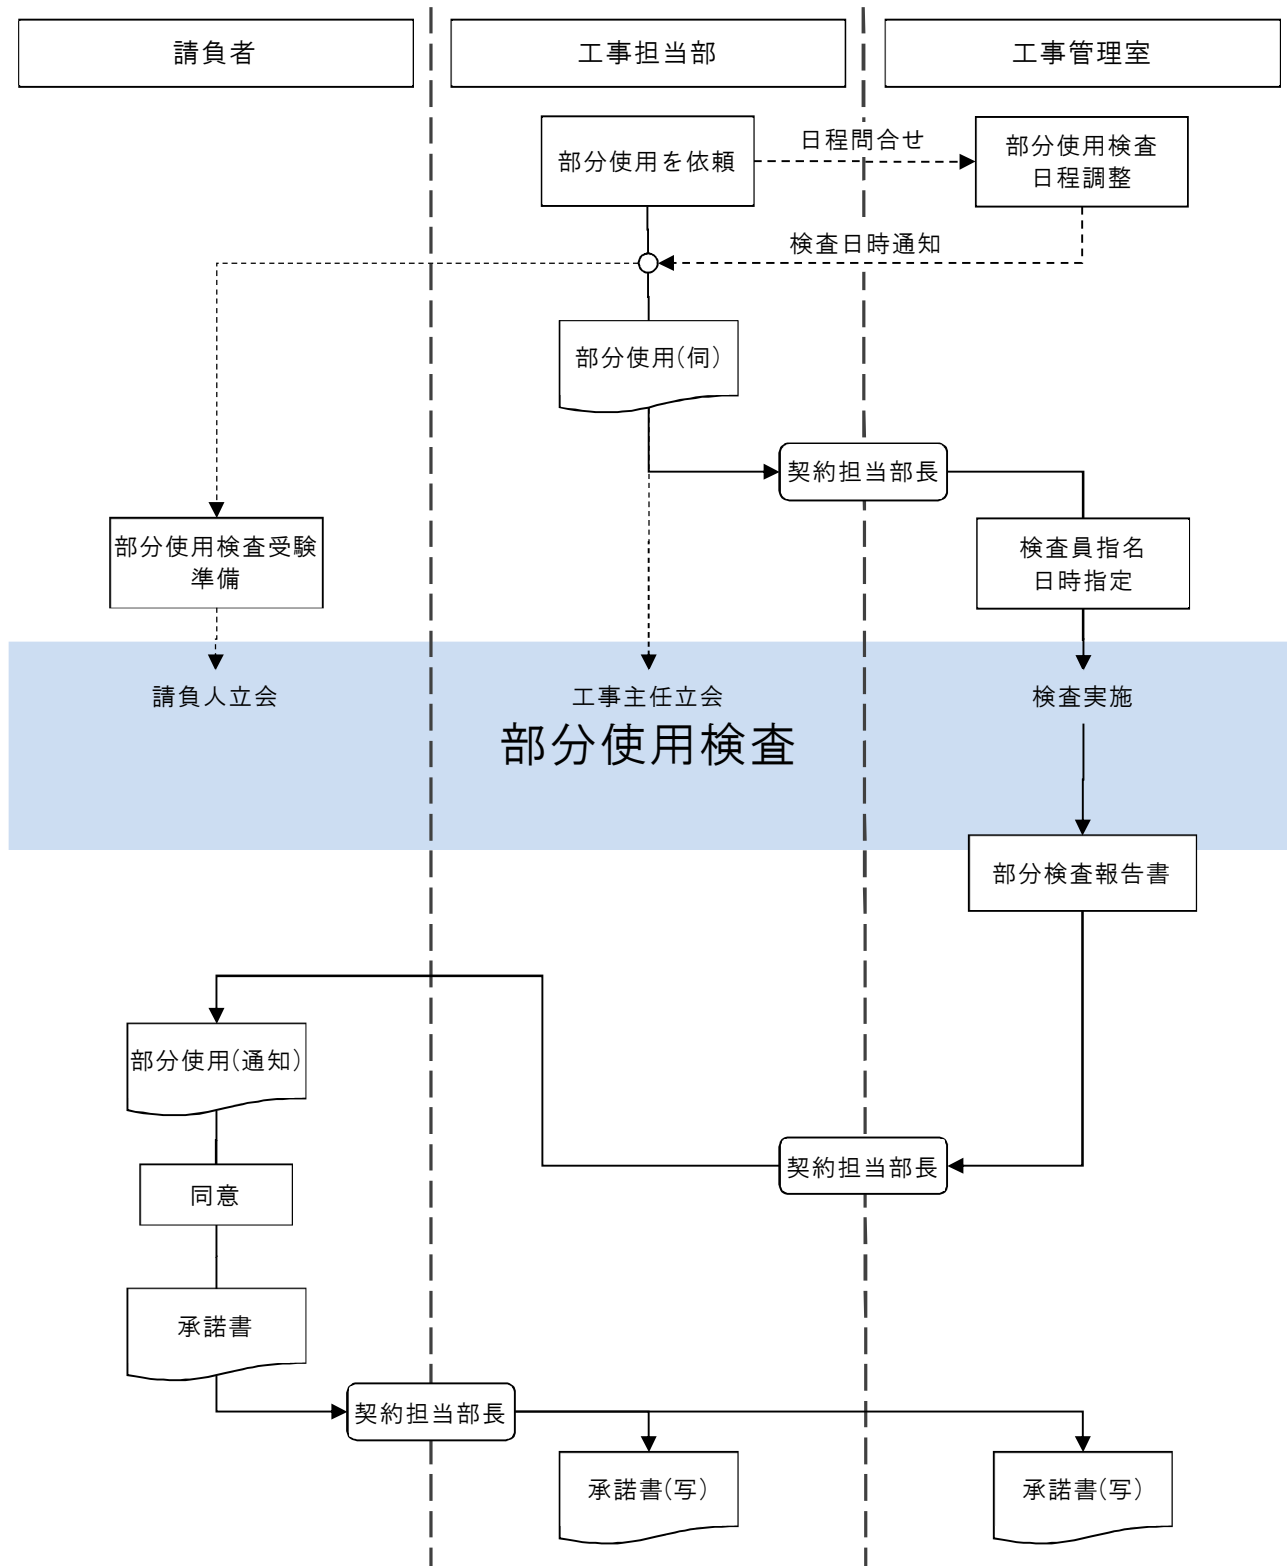 請負者
工事担当部
工事管理室
部分使用を依頼
日程問合せ
部分使用検査
日程調整
検査日時通知
部分使用(伺)
契約担当部長
部分使用検査受験
準備
検査員指名
日時指定
請負人立会
工事主任立会
検査実施
部分使用検査
部分検査報告書
部分使用(通知)
契約担当部長
同意
承諾書
契約担当部長
承諾書(写)
承諾書(写)